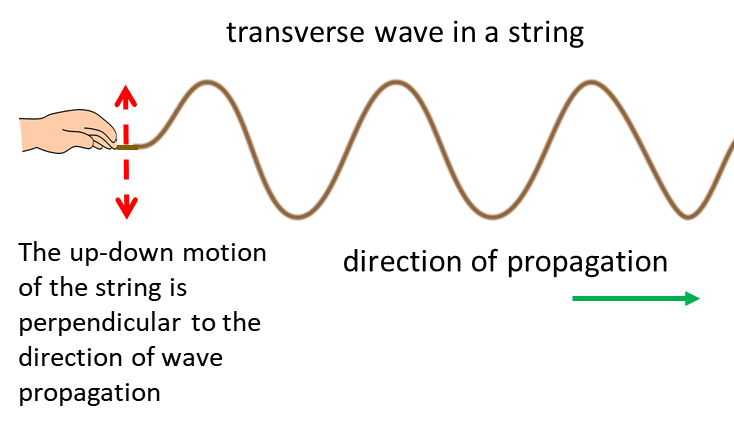 transverse wave in a string
The up-down motion
of the string is
perpendicular to the
direction of wave
propagation
direction of propagation